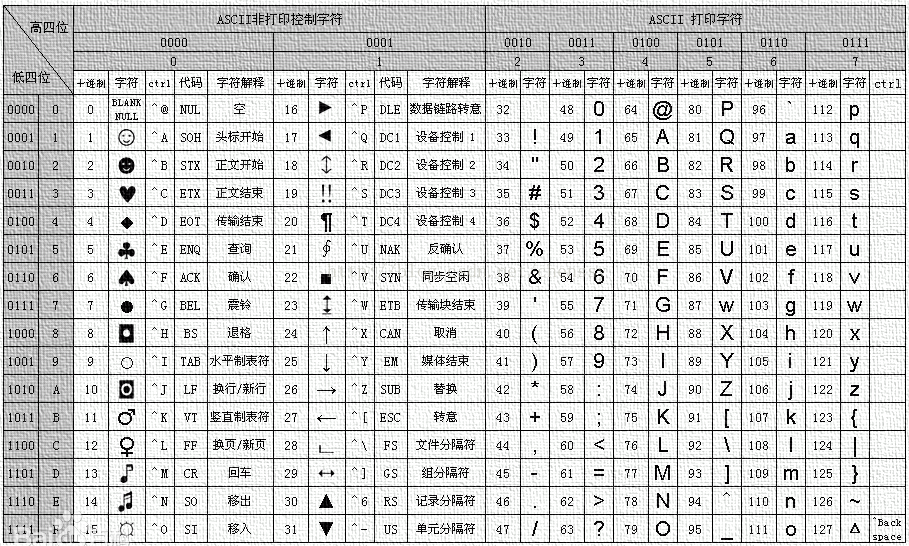 高四位 ASCII非打印控制字符 ASCII 打印字符
0000 0001 0010 0011 0100 0101 0110 0111
低四位 0 1 2 3 4 5 6 7
十进制 字符 ctrl 代码 字符解释 十进制 字符 ctrl 代码 字符解释 十进制 字符 十进制 字符 十进制 字符 十进制 字符 十进制 字符 十进制 字符 ctrl
0000 0 0 BLANK NULL ^@ NUL 空 16 ► ^P DLE 数据链路转意 32 48 0 64 @ 80 P 96 ` 112 p
0001 1 1 ☺ ^A SOH 头标开始 17 ◄ ^Q DC1 设备控制 1 33 ! 49 1 65 A 81 Q 97 a 113 q
0010 2 2 ☻ ^B STX 正文开始 18 ↕ ^R DC2 设备控制 2 34 " 50 2 66 B 82 R 98 b 114 r
0011 3 3 ♥ ^C ETX 正文结束 19 !! ^S DC3 设备控制 3 35 # 51 3 67 C 83 S 99 c 115 s
0100 4 4 ♦ ^D EOT 传输结束 20 ¶ ^T DC4 设备控制 4 36 $ 52 4 68 D 84 T 100 d 116 t
0101 5 5 ♣ ^E ENQ 查询 21 ∮ ^U NAK 反确认 37 % 53 5 69 E 85 U 101 e 117 u
0110 6 6 ♠ ^F ACK 确认 22 ■ ^V SYN 同步空闲 38 & 54 6 70 F 86 V 102 f 118 v
0111 7 7 ● ^G BEL 震铃 23 ↨ ^W ETB 传输块结束 39 ' 55 7 71 G 87 w 103 g 119 w
1000 8 8 ◘ ^H BS 退格 24 ↑ ^X CAN 取消 40 ( 56 8 72 H 88 X 104 h 120 x
1001 9 9 ○ ^I TAB 水平制表符 25 ↓ ^Y EM 媒体结束 41 ) 57 9 73 I 89 Y 105 i 121 y
1010 A 10 ◙ ^J LF 换行/新行 26 → ^Z SUB 替换 42 * 58 : 74 J 90 Z 106 j 122 z
1011 B 11 ♂ ^K VT 竖直制表符 27 ← ^[ ESC 转意 43 + 59 ; 75 K 91 [ 107 k 123 {
1100 C 12 ♀ ^L FF 换页/新页 28 ∟ ^\ FS 文件分隔符 44 , 60 < 76 L 92 \ 108 l 124 |
1101 D 13 ♪ ^M CR 回车 29 ↔ ^] GS 组分隔符 45 - 61 = 77 M 93 ] 109 m 125 }
1110 E 14 ♫ ^N SO 移出 30 ▲ ^6 RS 记录分隔符 46 . 62 > 78 N 94 ^ 110 n 126 ~
1111 15 ☼ ^O SI 移入 31 ▼ ^- US 单元分隔符 47 / 63 ? 79 O 95 _ 111 o 127 Δ ^Back space